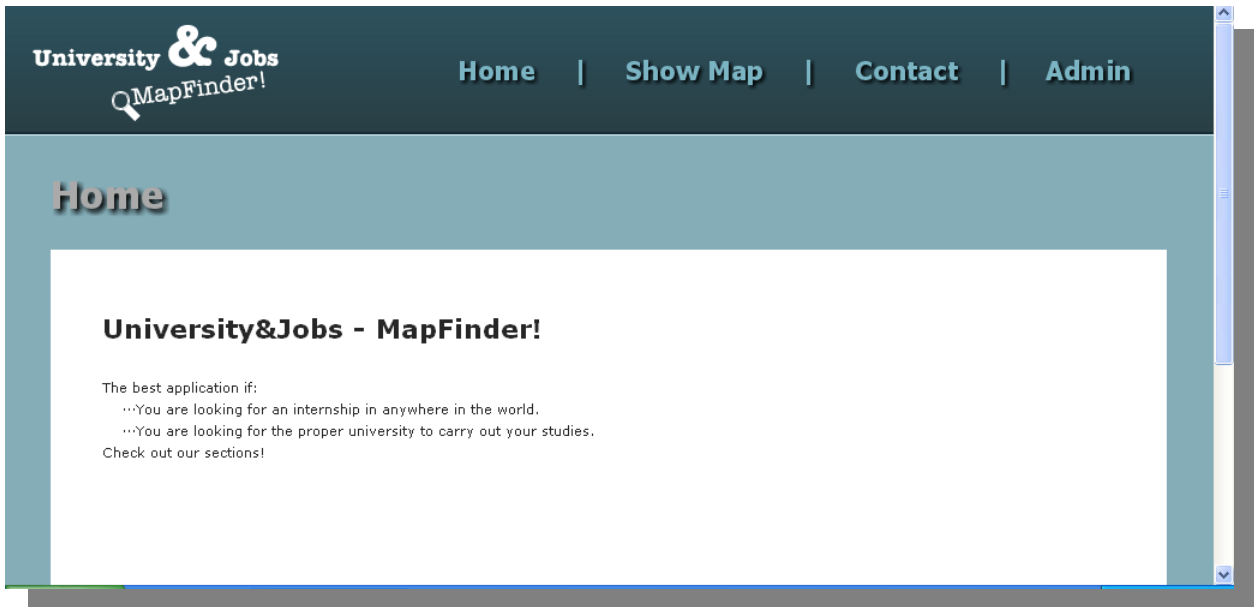 University & Jobs
MapFinder!
Home | Show Map | Contact | Admin
Home
University&Jobs - MapFinder!
The best application if:
···You are looking for an internship in anywhere in the world.
···You are looking for the proper university to carry out your studies.
Check out our sections!